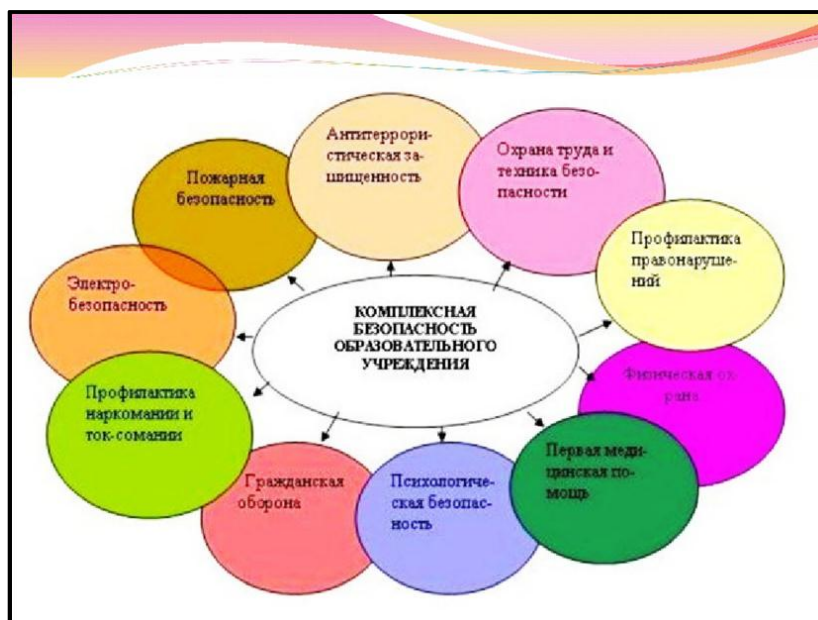 Антитеррори-
стическая за-
щищенность
Охрана труда и
техника безо-
пасности
Пожарная
безопасность
Профилактика
правонаруше-
ний
Электро-
безопасность
КОМПЛЕКСНАЯ
БЕЗОПАСНОСТЬ
ОБРАЗОВАТЕЛЬНОГО
УЧРЕЖДЕНИЯ
Физическая ох
рана
Профилактика
наркомании и
ток-сомании
Первая меди-
цинская по-
мощь
Гражданская
оборона
Психологиче-
ская безопас-
ность